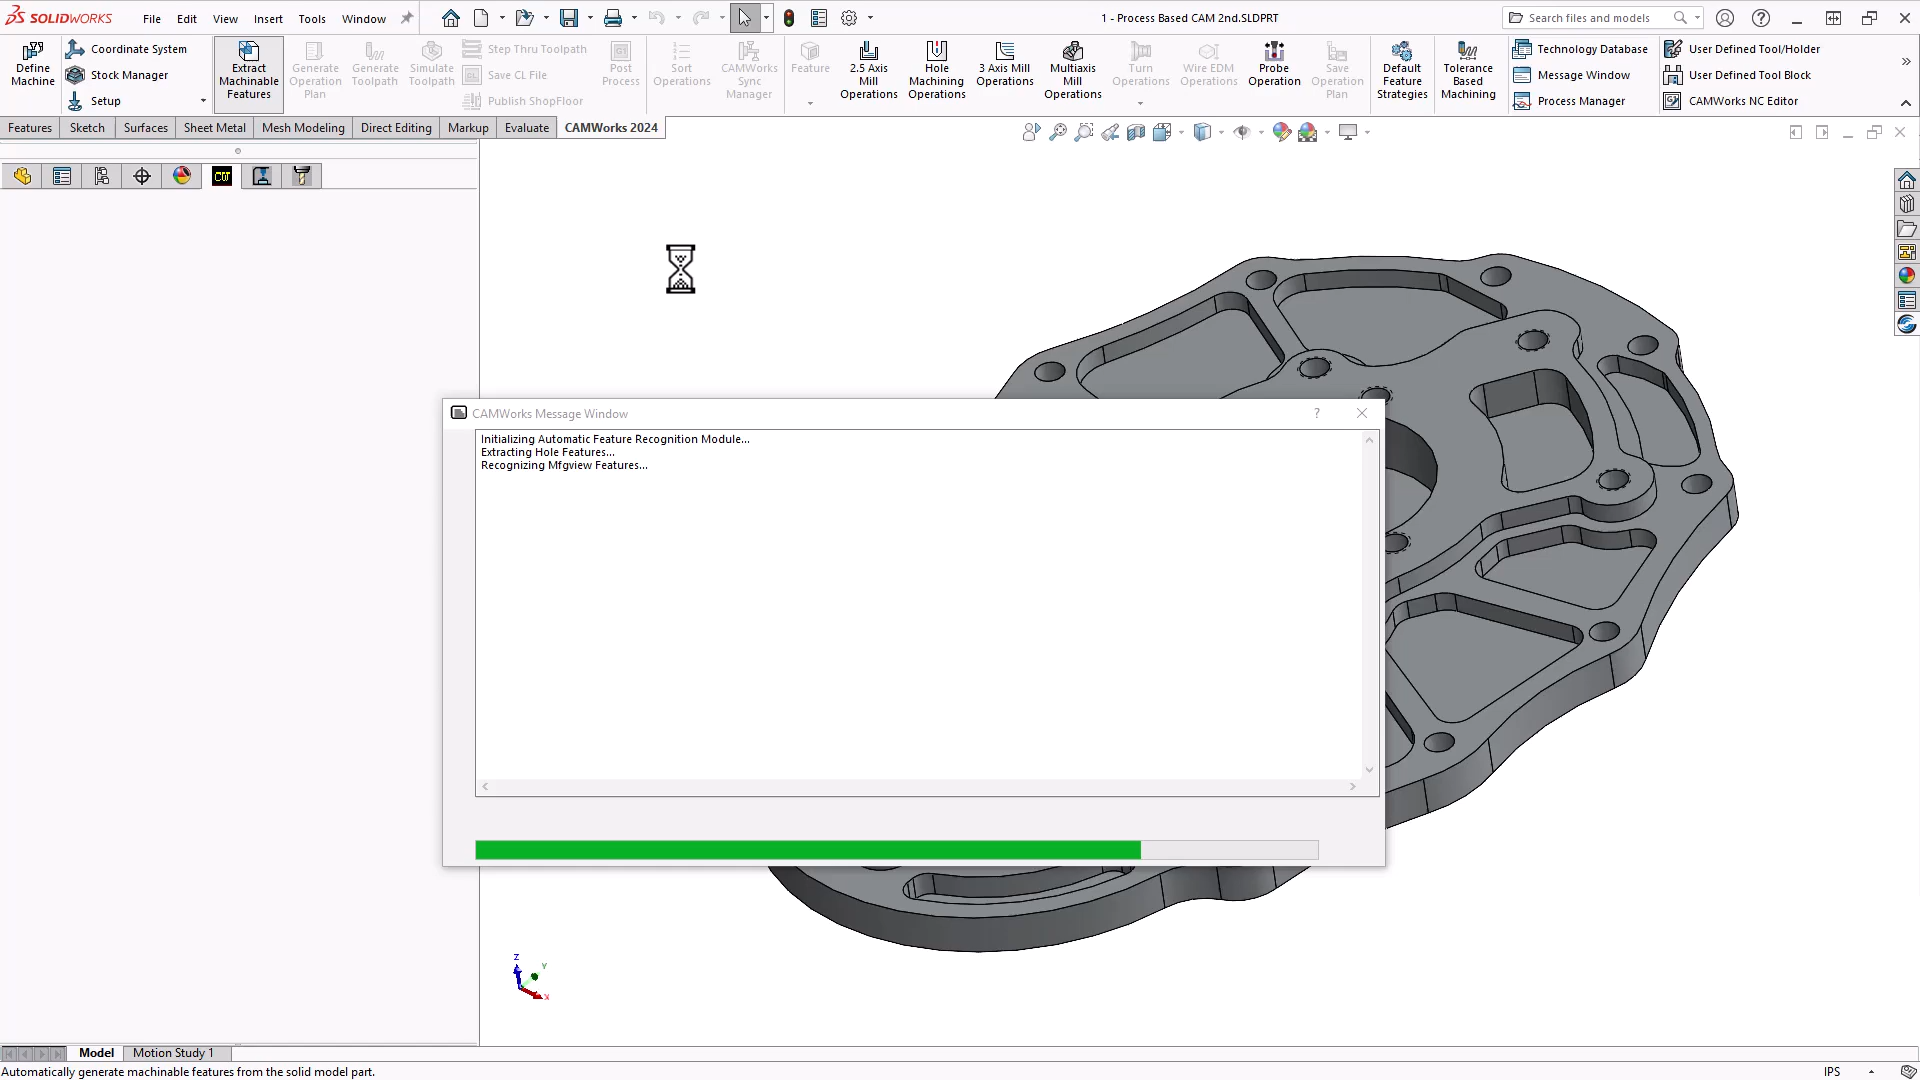 SOLIDWORKS
File Edit View Insert Tools Window
1 - Process Based CAM 2nd.SLDPRT
Search files and models
Define Machine
Coordinate System
Stock Manager
Setup
Extract Machinable Features
Generate Operation Plan
Generate Toolpath
Simulate Toolpath
Step Thru Toolpath
Save CL File
Publish ShopFloor
Post Process
Sort Operations
CAMWorks Sync Manager
Feature
2.5 Axis Mill Operations
Hole Machining Operations
3 Axis Mill Operations
Multiaxis Mill Operations
Turn Operations
Wire EDM Operations
Probe Operation
Save Operation Plan
Default Feature Strategies
Tolerance Based Machining
Technology Database
Message Window
Process Manager
User Defined Tool/Holder
User Defined Tool Block
CAMWorks NC Editor
Features Sketch Surfaces Sheet Metal Mesh Modeling Direct Editing Markup Evaluate CAMWorks 2024
CW
CAMWorks Message Window
Initializing Automatic Feature Recognition Module...
Extracting Hole Features...
Recognizing Mfgview Features...
Z
Y
X
Model Motion Study 1
Automatically generate machinable features from the solid model part.
IPS